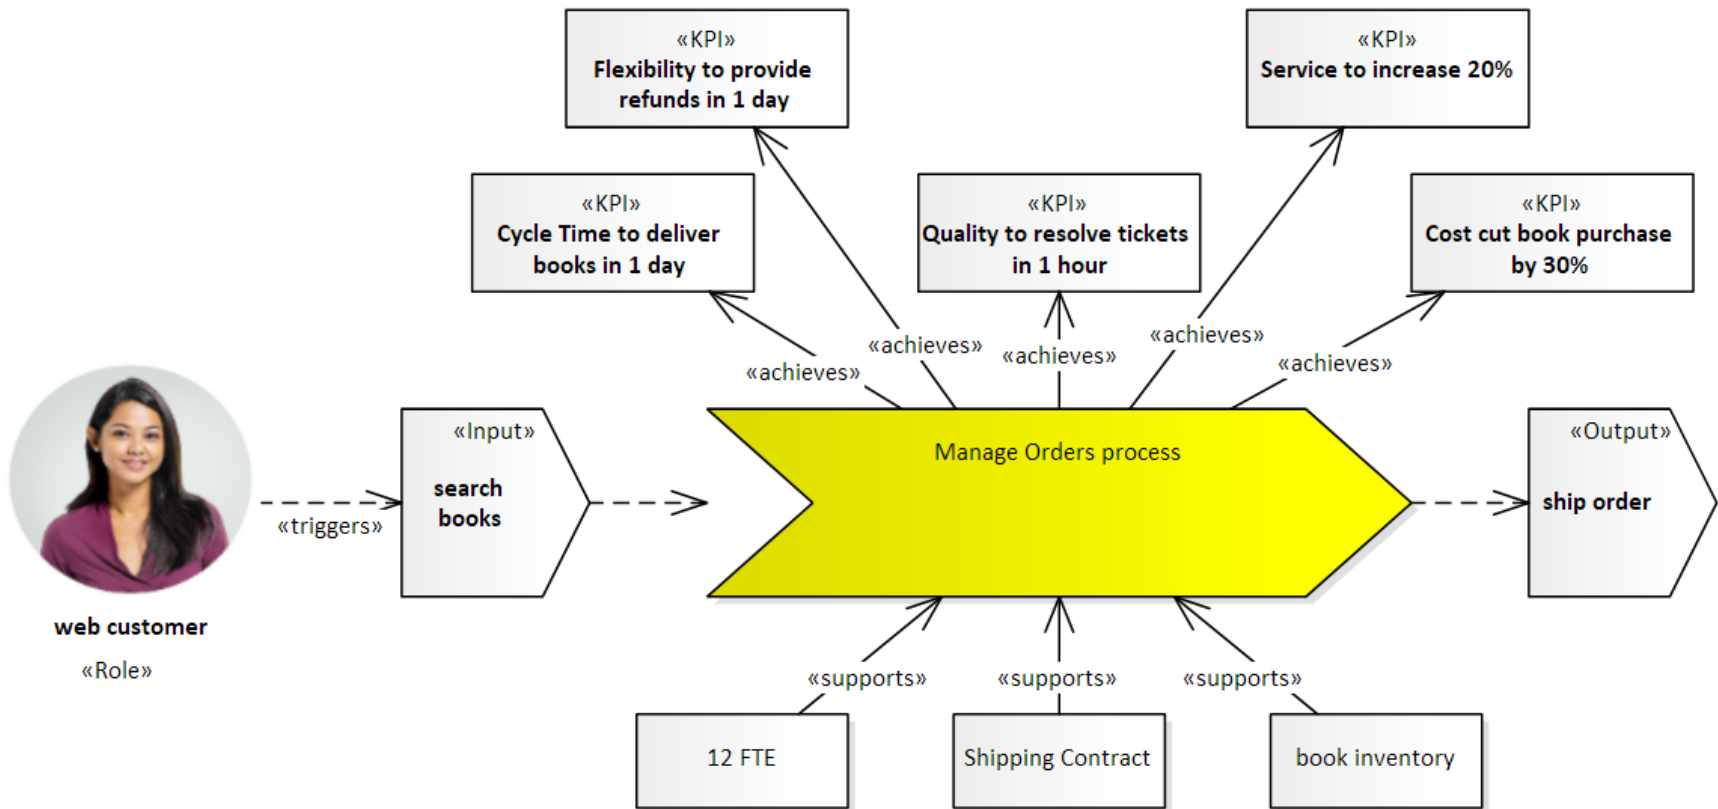 «KPI»
Flexibility to provide
refunds in 1 day
«KPI»
Service to increase 20%
«KPI»
Cycle Time to deliver
books in 1 day
«KPI»
Quality to resolve tickets
in 1 hour
«KPI»
Cost cut book purchase
by 30%
«achieves»
«achieves»
«achieves»
«achieves»
«achieves»
«triggers»
«Input»
search
books
Manage Orders process
«Output»
ship order
web customer
«Role»
«supports»
«supports»
«supports»
12 FTE
Shipping Contract
book inventory